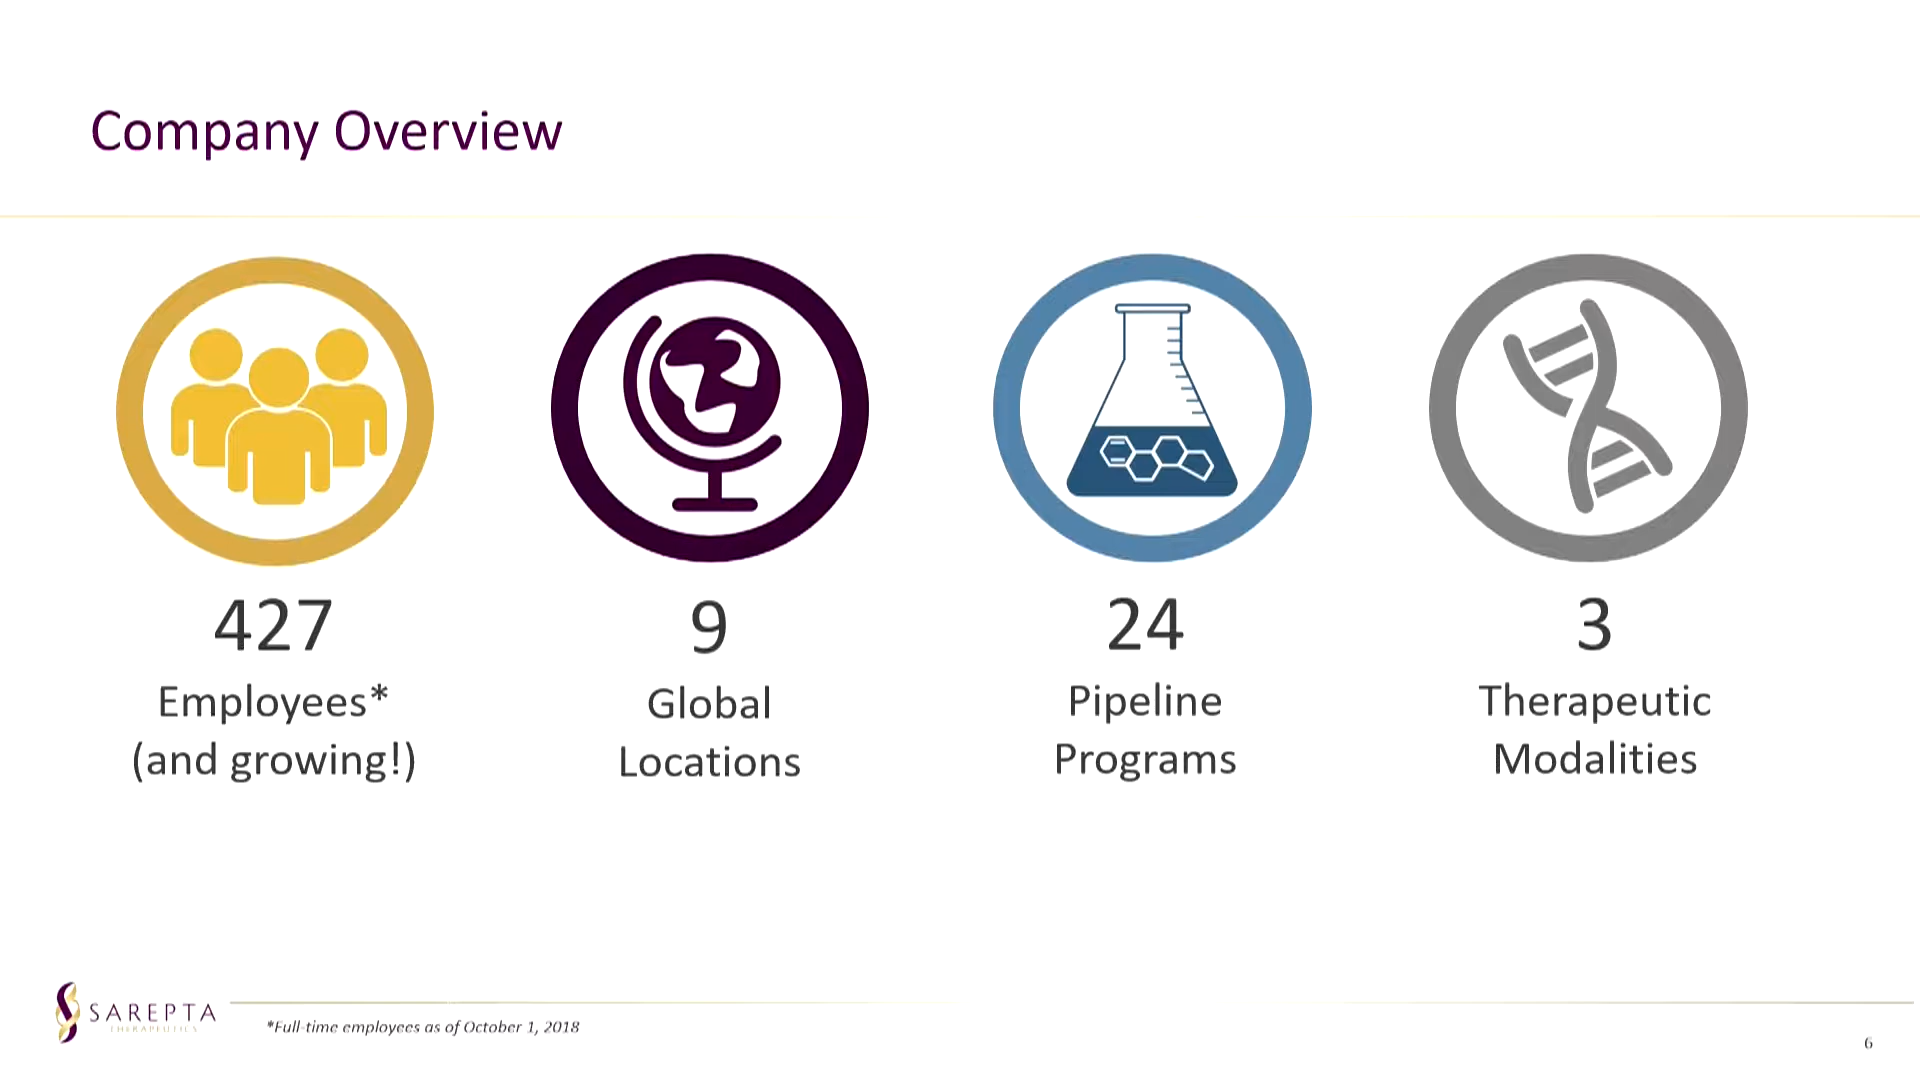 Company Overview
427
Employees*
(and growing!)
9
Global
Locations
24
Pipeline
Programs
3
Therapeutic
Modalities
SAREPTA
THERAPEUTICS
*Full-time employees as of October 1, 2018
6